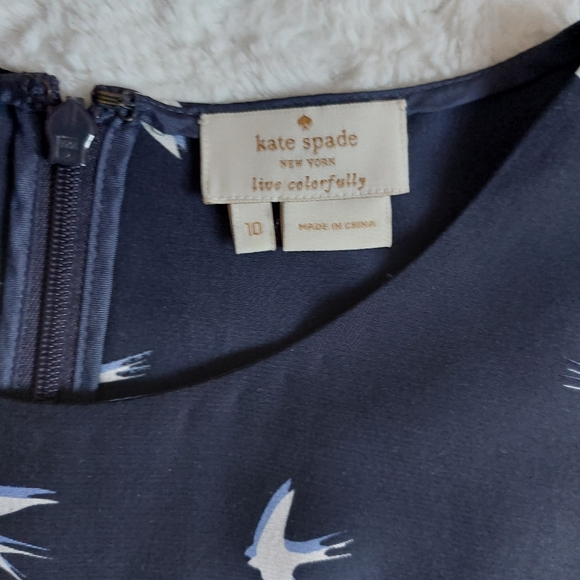 kate spade
NEW YORK
live colorfully
10
MADE IN CHINA